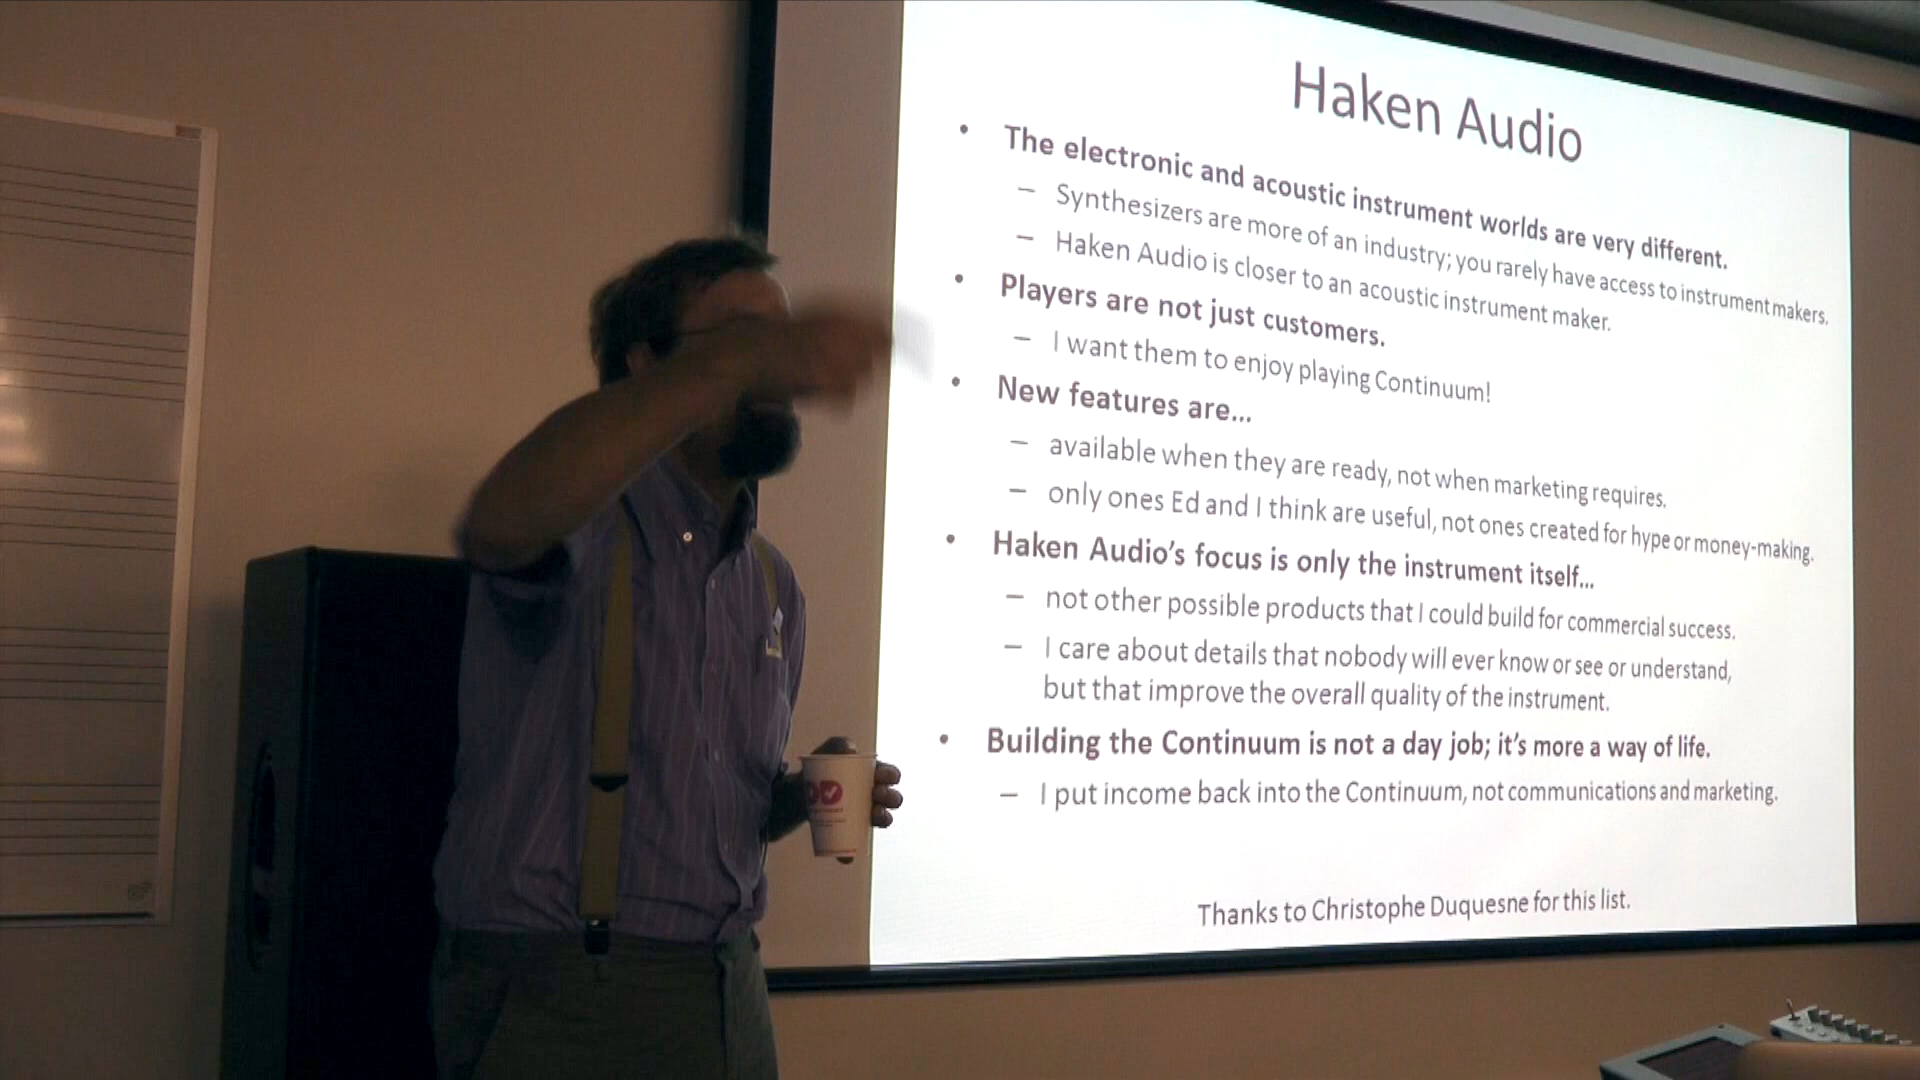 Haken Audio
• The electronic and acoustic instrument worlds are very different.
– Synthesizers are more of an industry; you rarely have access to instrument makers.
– Haken Audio is closer to an acoustic instrument maker.
• Players are not just customers.
– I want them to enjoy playing Continuum!
• New features are...
– available when they are ready, not when marketing requires.
– only ones Ed and I think are useful, not ones created for hype or money-making.
• Haken Audio's focus is only the instrument itself...
– not other possible products that I could build for commercial success.
– I care about details that nobody will ever know or see or understand,
but that improve the overall quality of the instrument.
• Building the Continuum is not a day job; it's more a way of life.
– I put income back into the Continuum, not communications and marketing.
Thanks to Christophe Duquesne for this list.